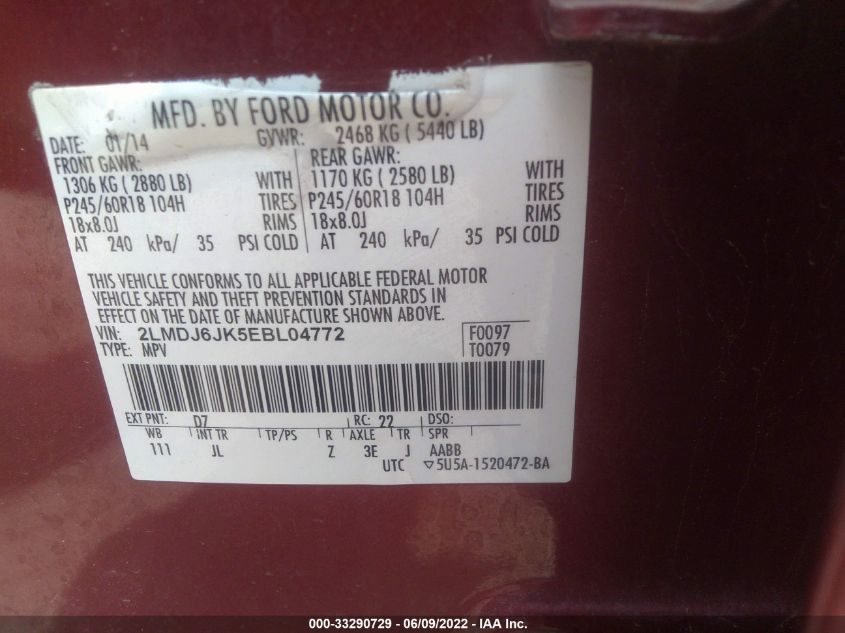 MFD. BY FORD MOTOR CO.
DATE: 01/14 GVWR: 2468 KG ( 5440 LB)
FRONT GAWR: REAR GAWR:
1306 KG ( 2880 LB) WITH 1170 KG ( 2580 LB) WITH
P245/60R18 104H TIRES P245/60R18 104H TIRES
18x8.0J RIMS 18x8.0J RIMS
AT 240 kPa/ 35 PSI COLD AT 240 kPa/ 35 PSI COLD
THIS VEHICLE CONFORMS TO ALL APPLICABLE FEDERAL MOTOR
VEHICLE SAFETY AND THEFT PREVENTION STANDARDS IN
EFFECT ON THE DATE OF MANUFACTURE SHOWN ABOVE.
VIN: 2LMDJ6JK5EBL04772 F0097
TYPE: MPV T0079
EXT PNT: D7 RC: 22 DSO:
WB INT TR TP/PS R AXLE TR SPR
111 JL Z 3E J AABB
UTC ▽5U5A-1520472-BA
000-33290729 - 06/09/2022 - IAA Inc.